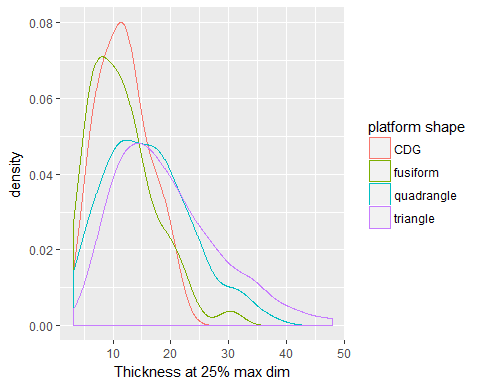 0.08
0.06
0.04
0.02
0.00
density
10 20 30 40 50
Thickness at 25% max dim
platform shape
CDG
fusiform
quadrangle
triangle